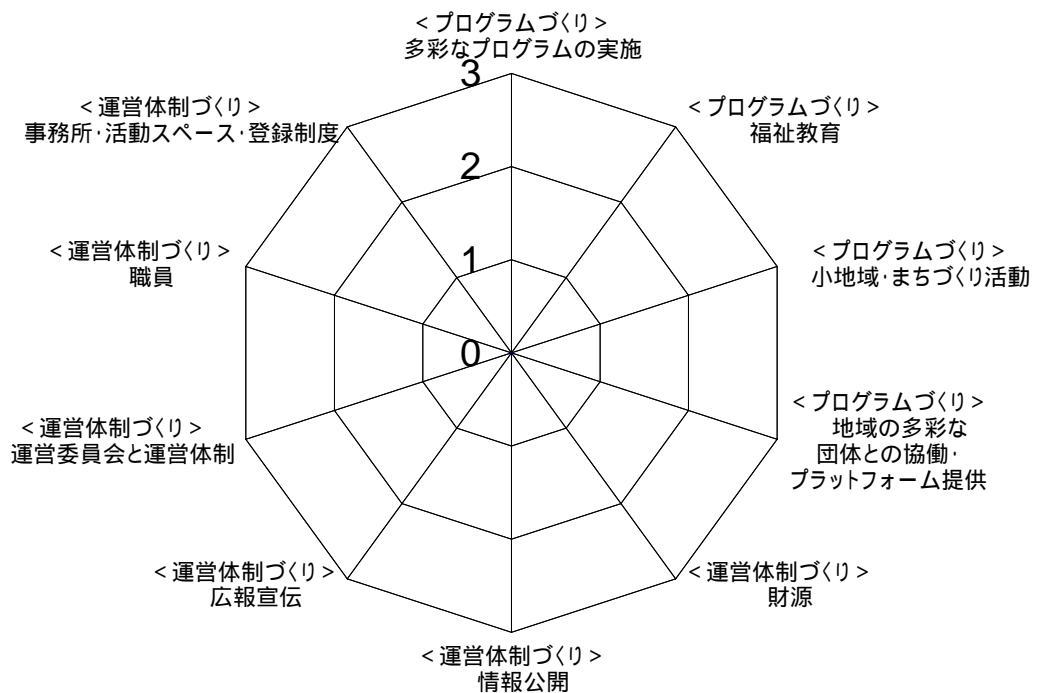 ＜プログラムづくり＞
多彩なプログラムの実施
3
＜運営体制づくり＞
事務所・活動スペース・登録制度
＜プログラムづくり＞
福祉教育
2
＜運営体制づくり＞
職員
＜プログラムづくり＞
小地域・まちづくり活動
1
0
＜運営体制づくり＞
運営委員会と運営体制
＜プログラムづくり＞
地域の多彩な
団体との協働・
プラットフォーム提供
＜運営体制づくり＞
広報宣伝
＜運営体制づくり＞
財源
＜運営体制づくり＞
情報公開